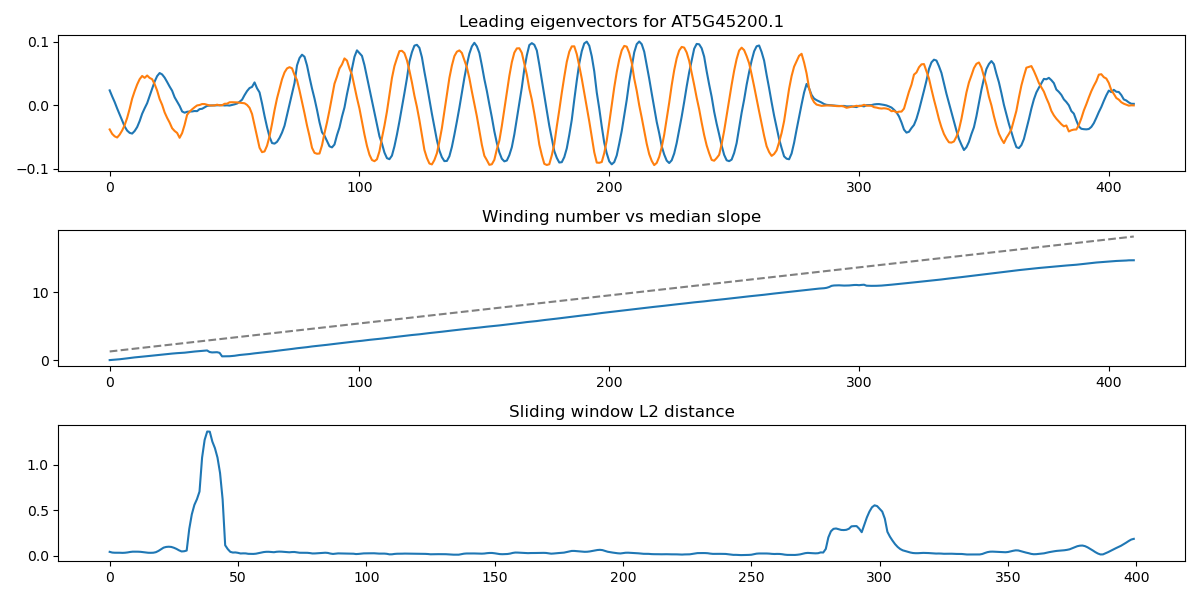 Leading eigenvectors for AT5G45200.1
0.1
0.0
−0.1
0 100 200 300 400
Winding number vs median slope
10
0
0 100 200 300 400
Sliding window L2 distance
1.0
0.5
0.0
0 50 100 150 200 250 300 350 400